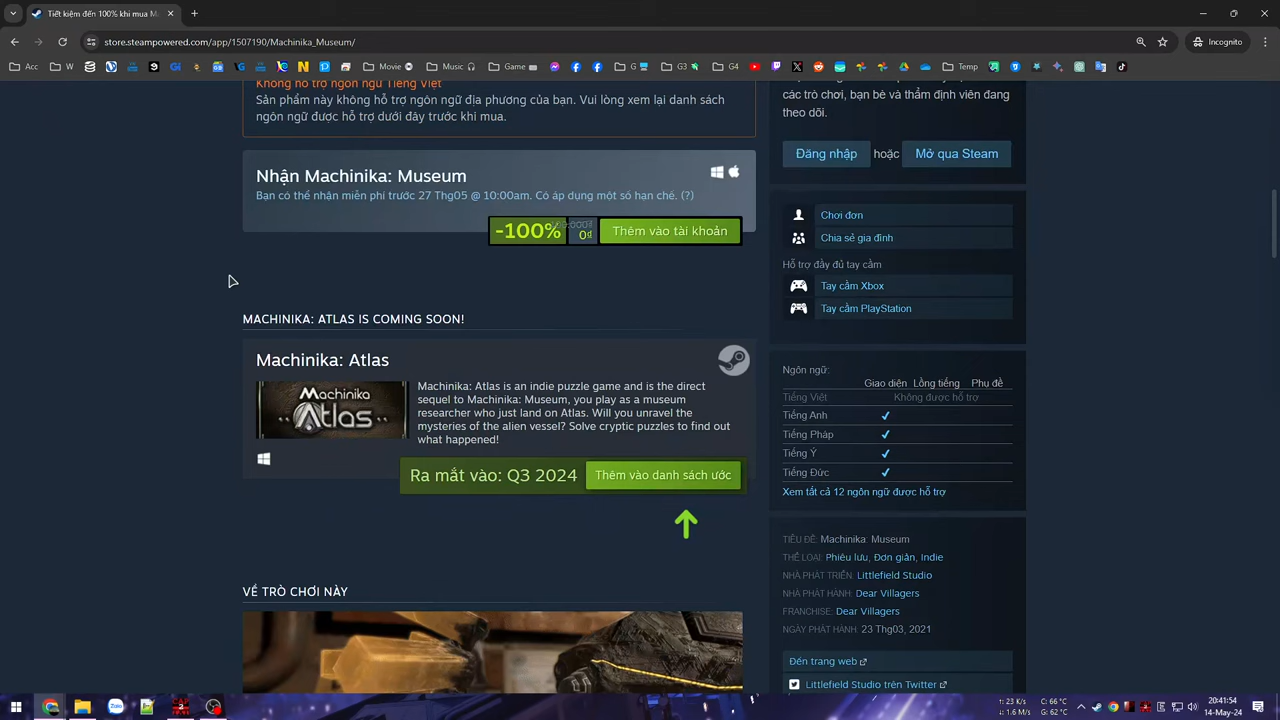 Tiết kiệm đến 100% khi mua M
store.steampowered.com/app/1507190/Machinika_Museum/
Incognito
Acc
W
Movie
Music
Game
G
G3
G4
Temp
Không hỗ trợ ngôn ngữ Tiếng Việt
Sản phẩm này không hỗ trợ ngôn ngữ địa phương của bạn. Vui lòng xem lại danh sách
ngôn ngữ được hỗ trợ dưới đây trước khi mua.
Nhận Machinika: Museum
Bạn có thể nhận miễn phí trước 27 Thg05 @ 10:00am. Có áp dụng một số hạn chế. (?)
-100%
0₫
Thêm vào tài khoản
MACHINIKA: ATLAS IS COMING SOON!
Machinika: Atlas
Machinika
Atlas
Machinika: Atlas is an indie puzzle game and is the direct
sequel to Machinika: Museum, you play as a museum
researcher who just land on Atlas. Will you unravel the
mysteries of the alien vessel? Solve cryptic puzzles to find out
what happened!
Ra mắt vào: Q3 2024
Thêm vào danh sách ước
VỀ TRÒ CHƠI NÀY
các trò chơi, bạn bè và thẩm định viên đang
theo dõi.
Đăng nhập hoặc Mở qua Steam
Chơi đơn
Chia sẻ gia đình
Hỗ trợ đầy đủ tay cầm
Tay cầm Xbox
Tay cầm PlayStation
Ngôn ngữ:
Giao diện Lồng tiếng Phụ đề
Tiếng Việt Không được hỗ trợ
Tiếng Anh ✔
Tiếng Pháp ✔
Tiếng Ý ✔
Tiếng Đức ✔
Xem tất cả 12 ngôn ngữ được hỗ trợ
TIÊU ĐỀ: Machinika: Museum
THỂ LOẠI: Phiêu lưu, Đơn giản, Indie
NHÀ PHÁT TRIỂN: Littlefield Studio
NHÀ PHÁT HÀNH: Dear Villagers
FRANCHISE: Dear Villagers
NGÀY PHÁT HÀNH: 23 Thg03, 2021
Đến trang web
Littlefield Studio trên Twitter
↑: 23 K/s
↓: 1.6 M/s
C: 66 °C
G: 62 °C
20:41:54
14-May-24